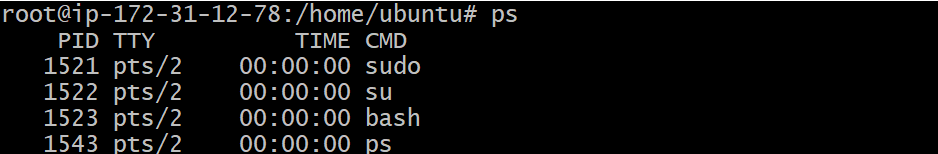 root@ip-172-31-12-78:/home/ubuntu# ps
    PID TTY          TIME CMD
   1521 pts/2    00:00:00 sudo
   1522 pts/2    00:00:00 su
   1523 pts/2    00:00:00 bash
   1543 pts/2    00:00:00 ps